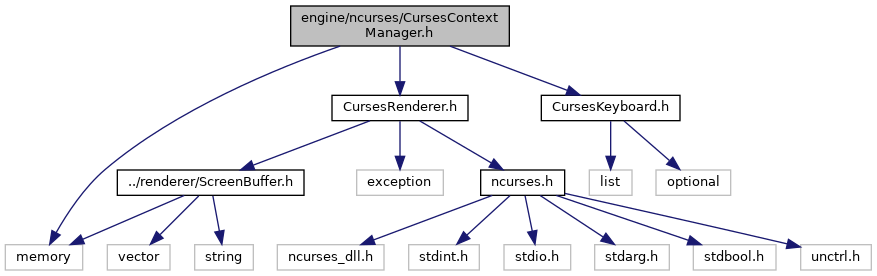 engine/ncurses/CursesContext
Manager.h
CursesRenderer.h
CursesKeyboard.h
../renderer/ScreenBuffer.h
exception
ncurses.h
list
optional
memory
vector
string
ncurses_dll.h
stdint.h
stdio.h
stdarg.h
stdbool.h
unctrl.h